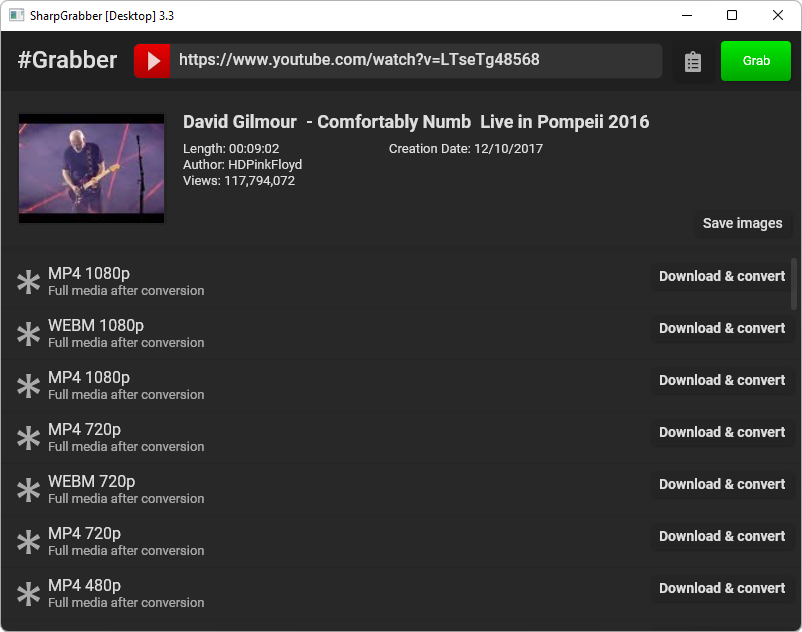 SharpGrabber [Desktop] 3.3
#Grabber
https://www.youtube.com/watch?v=LTseTg48568
Grab
David Gilmour  - Comfortably Numb  Live in Pompeii 2016
Length: 00:09:02
Creation Date: 12/10/2017
Author: HDPinkFloyd
Views: 117,794,072
Save images
MP4 1080p
Full media after conversion
Download & convert
WEBM 1080p
Full media after conversion
Download & convert
MP4 1080p
Full media after conversion
Download & convert
MP4 720p
Full media after conversion
Download & convert
WEBM 720p
Full media after conversion
Download & convert
MP4 720p
Full media after conversion
Download & convert
MP4 480p
Full media after conversion
Download & convert